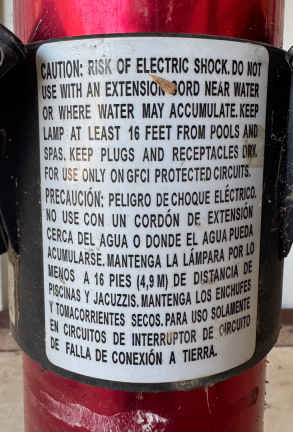 CAUTION: RISK OF ELECTRIC SHOCK. DO NOT
USE WITH AN EXTENSION CORD NEAR WATER
OR WHERE WATER MAY ACCUMULATE. KEEP
LAMP AT LEAST 16 FEET FROM POOLS AND
SPAS. KEEP PLUGS AND RECEPTACLES DRY.
FOR USE ONLY ON GFCI PROTECTED CIRCUITS.
PRECAUCIÓN: PELIGRO DE CHOQUE ELÉCTRICO.
NO USE CON UN CORDÓN DE EXTENSIÓN
CERCA DEL AGUA O DONDE EL AGUA PUEDA
ACUMULARSE. MANTENGA LA LÁMPARA POR LO
MENOS A 16 PIES (4,9 M) DE DISTANCIA DE
PISCINAS Y JACUZZIS. MANTENGA LOS ENCHUFES
Y TOMACORRIENTES SECOS. PARA USO SOLAMENTE
EN CIRCUITOS DE INTERRUPTOR DE CIRCUITO
DE FALLA DE CONEXIÓN A TIERRA.